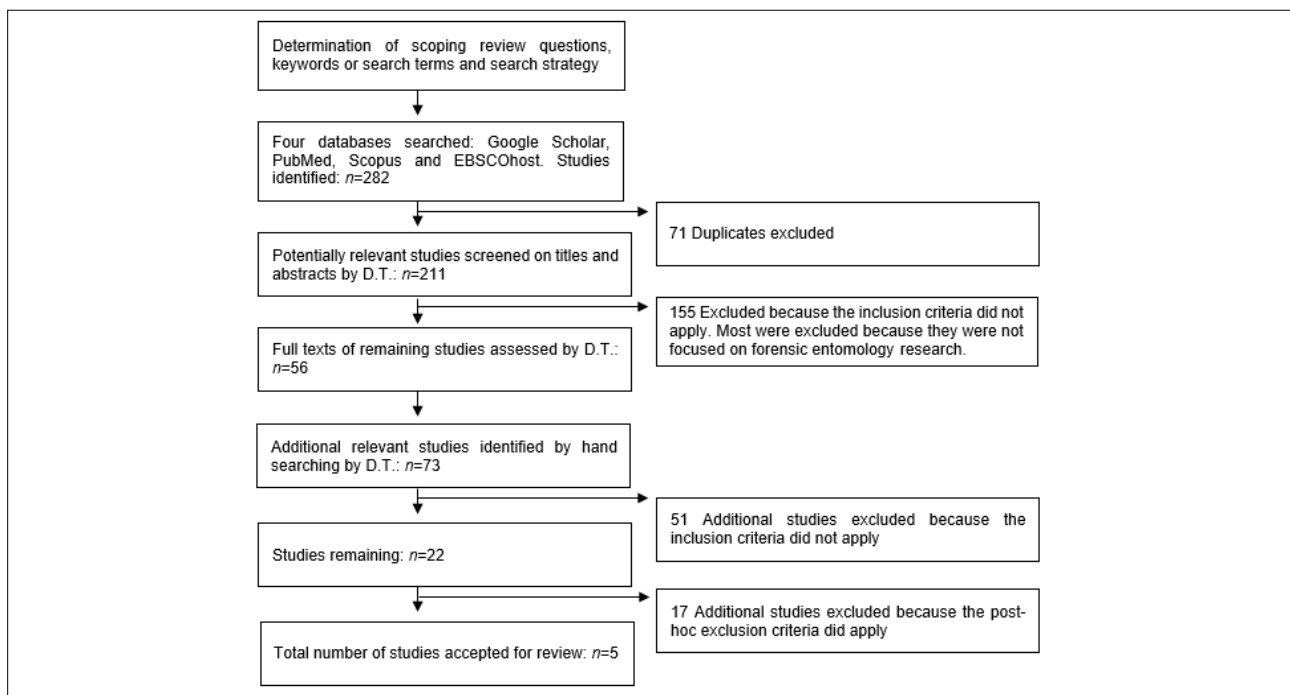 Determination of scoping review questions,
keywords or search terms and search strategy
Four databases searched: Google Scholar,
PubMed, Scopus and EBSCOhost. Studies
identified: n=282
71 Duplicates excluded
Potentially relevant studies screened on titles and
abstracts by D.T.: n=211
155 Excluded because the inclusion criteria did not
apply. Most were excluded because they were not
focused on forensic entomology research.
Full texts of remaining studies assessed by D.T.:
n=56
Additional relevant studies identified by hand
searching by D.T.: n=73
51 Additional studies excluded because the
inclusion criteria did not apply
Studies remaining: n=22
17 Additional studies excluded because the post-
hoc exclusion criteria did apply
Total number of studies accepted for review: n=5